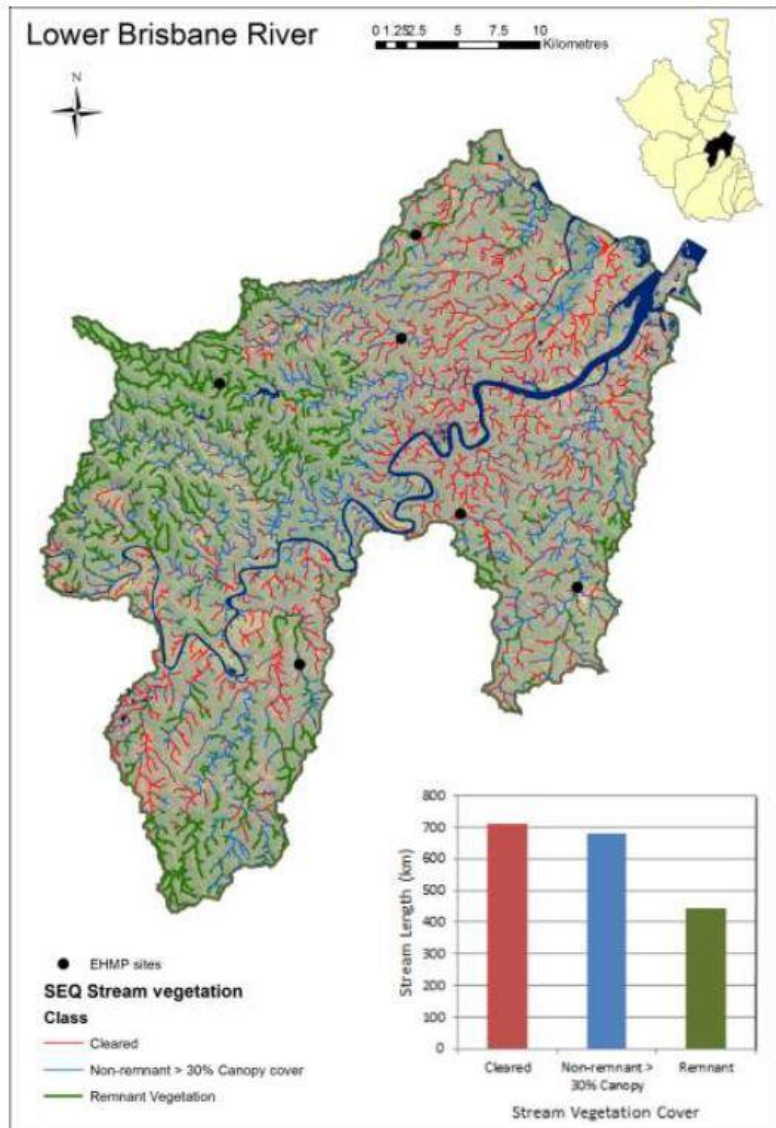 Lower Brisbane River
0 1.25 2.5 5 7.5 10
Kilometres
N
EHMP sites
SEQ Stream vegetation
Class
Cleared
Non-remnant > 30% Canopy cover
Remnant Vegetation
800
700
600
500
400
300
200
100
0
Stream Length (km)
Cleared
Non-remnant >
30% Canopy
Remnant
Stream Vegetation Cover